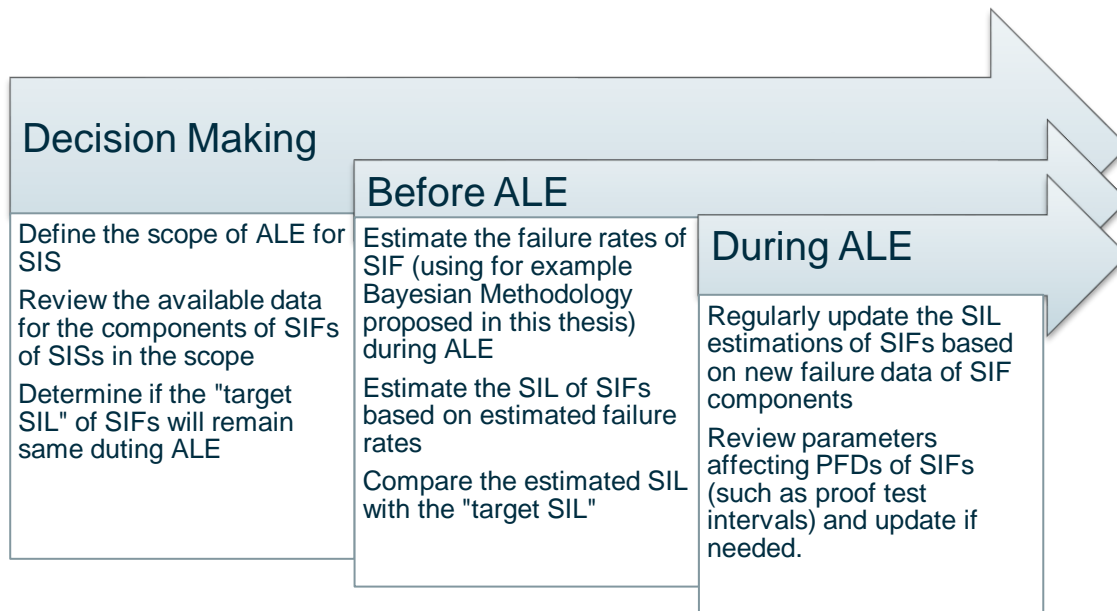 Decision Making
Define the scope of ALE for
SIS
Review the available data
for the components of SIFs
of SISs in the scope
Determine if the "target
SIL" of SIFs will remain
same duting ALE
Before ALE
Estimate the failure rates of
SIF (using for example
Bayesian Methodology
proposed in this thesis)
during ALE
Estimate the SIL of SIFs
based on estimated failure
rates
Compare the estimated SIL
with the "target SIL"
During ALE
Regularly update the SIL
estimations of SIFs based
on new failure data of SIF
components
Review parameters
affecting PFDs of SIFs
(such as proof test
intervals) and update if
needed.